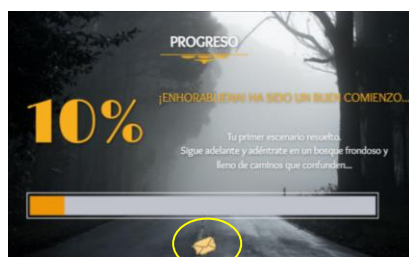 PROGRESO
¡ENHORABUENA! HA SIDO UN BUEN COMIENZO...
10%
Tu primer escenario resuelto.
Sigue adelante y adéntrate en un bosque frondoso y
lleno de caminos que confunden...